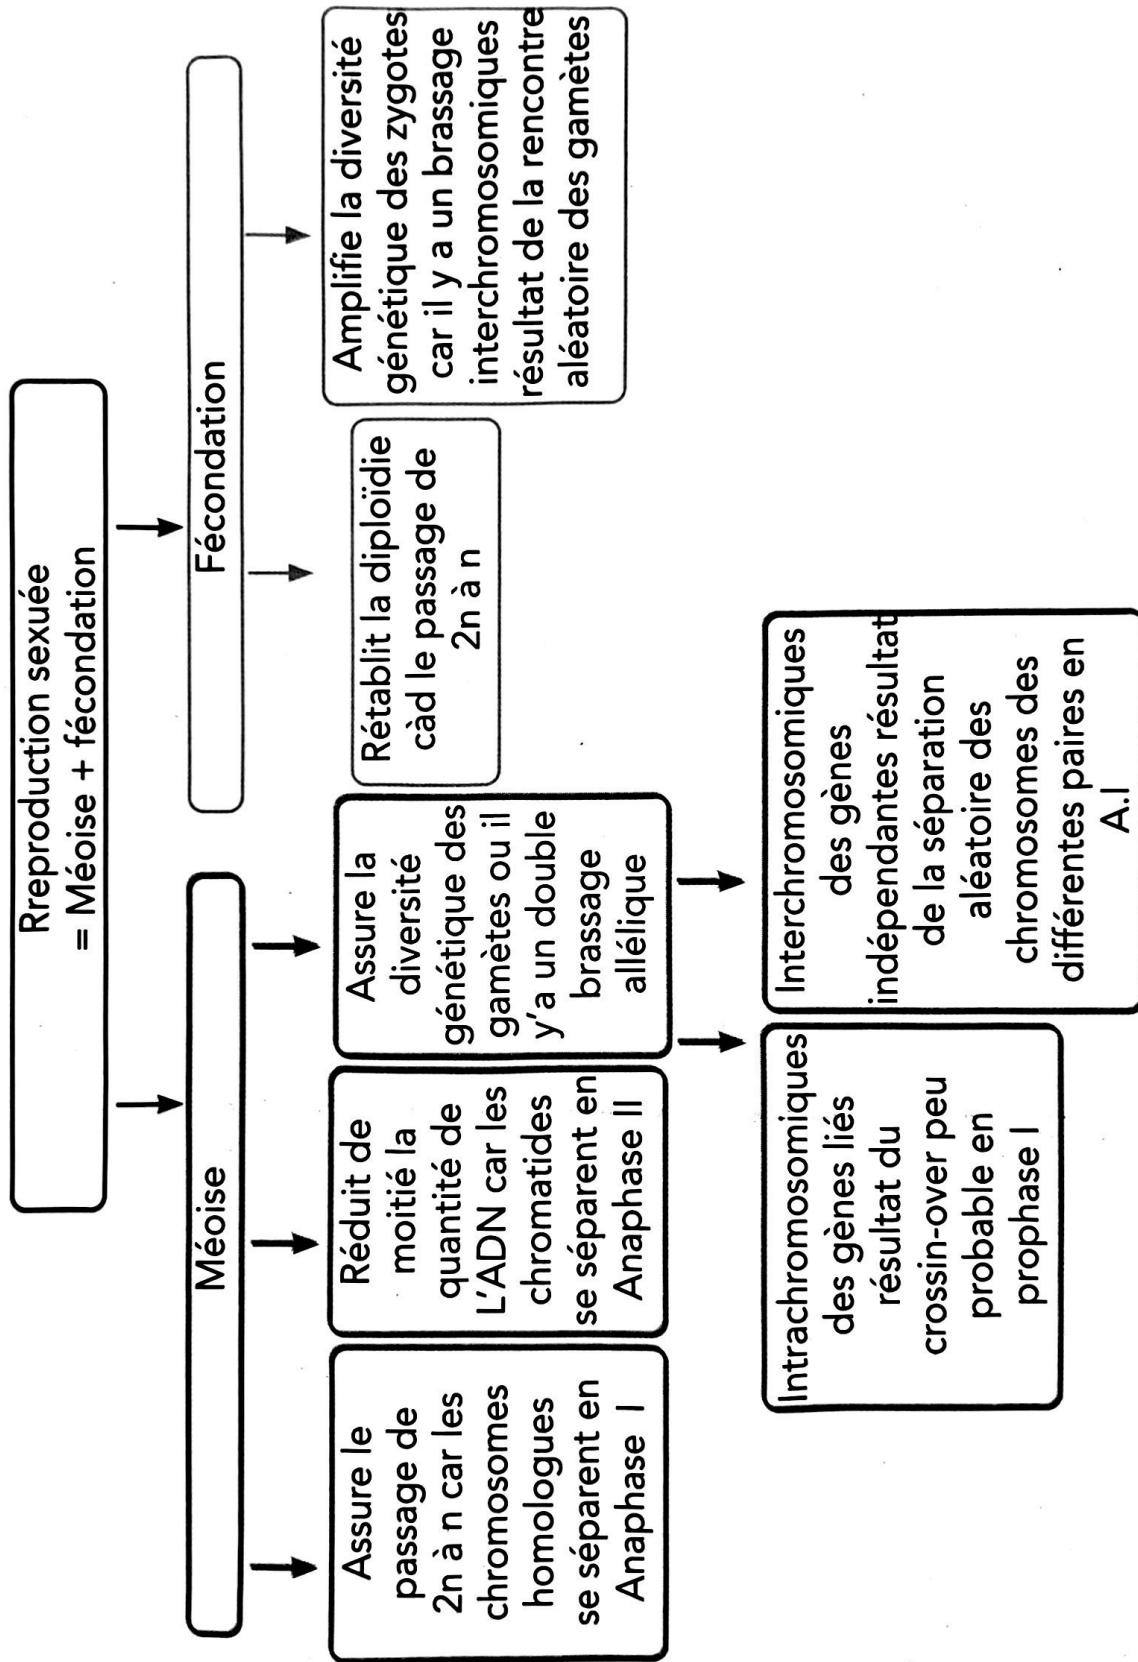 Rreproduction sexuée
= Méoise + fécondation
Méoise
Fécondation
Assure le
passage de
2n à n car les
chromosomes
homologues
se séparent en
Anaphase I
Réduit de
moitié la
quantité de
L'ADN car les
chromatides
se séparent en
Anaphase II
Assure la
diversité
génétique des
gamètes ou il
y'a un double
brassage
allélique
Rétablit la diploïdie
càd le passage de
2n à n
Amplifie la diversité
génétique des zygotes
car il y a un brassage
interchromosomiques
résultat de la rencontre
aléatoire des gamètes
Intrachromosomiques
des gènes liés
résultat du
crossin-over peu
probable en
prophase I
Interchromosomiques
des gènes
indépendantes résultat
de la séparation
aléatoire des
chromosomes des
différentes paires en
A.I